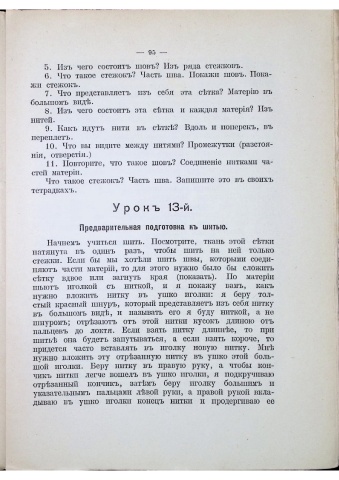 — 95 —
5. Изъ чего состоитъ шовъ? Изъ ряда стежковъ.
6. Что такое стежокъ? Часть шва. Покажи шовъ. Пока-
жи стежокъ.
7. Что представляетъ изъ себя эта сѣтка? Матерію въ
большомъ видѣ.
8. Изъ чего состоитъ эта сѣтка и каждая матерія? Изъ
нитей.
9. Какъ идутъ нити въ сѣткѣ? Вдоль и поперекъ, въ
переплетъ.
10. Что вы видите между нитями? Промежутки (разстоя-
нія, отверстія.)
11. Повторите, что такое шовъ? Соединеніе нитками
частей матеріи.
Что такое стежокъ? Часть шва. Запишите это въ своихъ
тетрадкахъ.
Урокъ 13-й.
Предварительная подготовка къ шитью.
Начнемъ учиться шить. Посмотрите, ткань этой сѣтки
натянута въ одинъ разъ, чтобы шить на ней только
стежки. Если бы мы хотѣли шить швы, которыми соеди-
няютъ части матерій, то для этого нужно было бы сложить
сѣтку вдвое или загнуть края (показать). По матеріи
шьютъ иголкой съ ниткой, и я покажу вамъ, какъ
нужно вложить нитку въ ушко иголки: я беру тол-
стый красный шнуръ, который представляетъ изъ себя нитку
въ большомъ видѣ, и называть его я буду ниткой, а не
шнуромъ; отрѣзаютъ отъ этой нитки кусокъ длиною отъ
пальцевъ до локтя. Если взять нитку длиннѣе, то при
шитьѣ она будетъ запутываться, а если взять короче, то
придется часто вставлять въ иголку новую нитку. Мнѣ
нужно вложить эту отрѣзанную нитку въ ушко этой боль-
шой иголки. Беру нитку въ правую руку, а чтобы кон-
чикъ нитки легче вошелъ въ ушко иголки, я подкручиваю
отрѣзанный кончикъ, затѣмъ беру иголку большимъ и
указательнымъ пальцами лѣвой руки, а правой рукой вкла-
дываю въ ушко иголки конецъ нитки и продергиваю ее